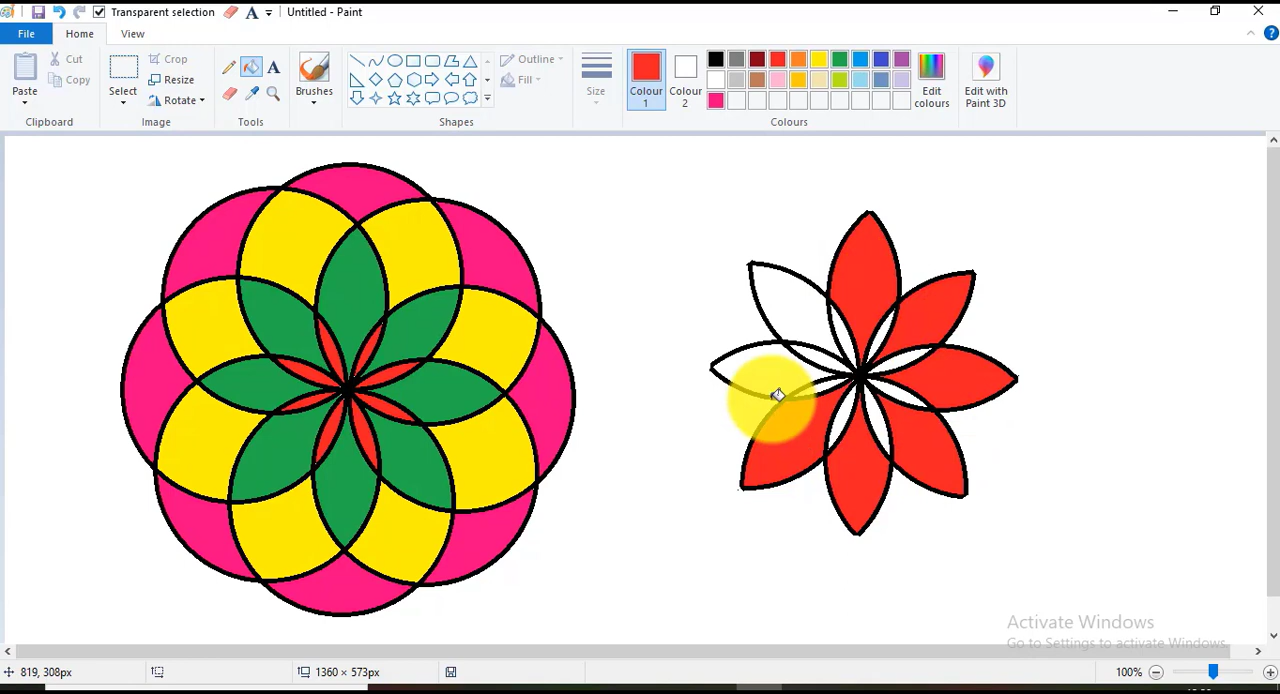 Transparent selection
Untitled - Paint
File
Home
View
Paste
Cut
Copy
Clipboard
Select
Crop
Resize
Rotate
Image
A
Tools
Brushes
Outline
Fill
Shapes
Size
Colour 1
Colour 2
Edit colours
Colours
Edit with Paint 3D
Activate Windows
Go to Settings to activate Windows.
819, 308px
1360 × 573px
100%